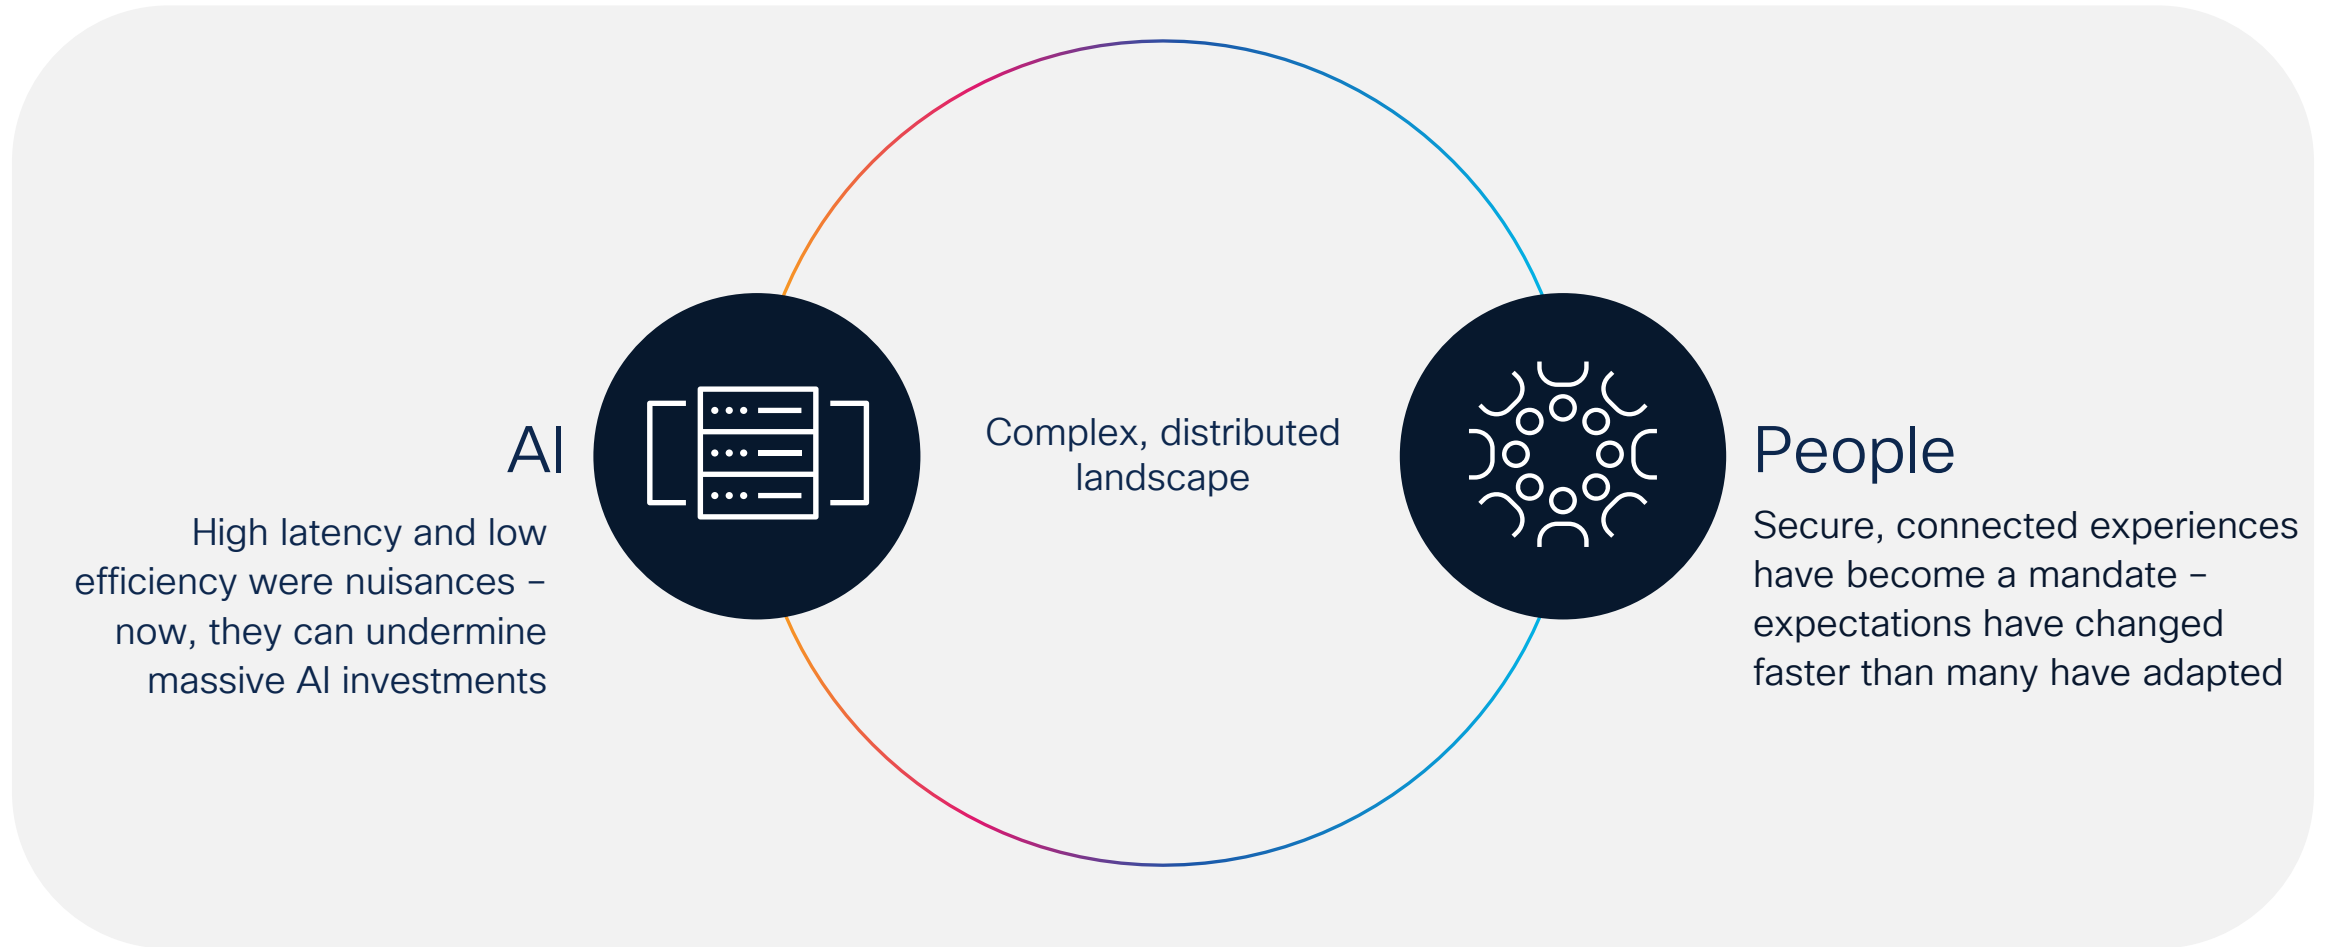 AI
High latency and low
efficiency were nuisances –
now, they can undermine
massive AI investments
Complex, distributed
landscape
People
Secure, connected experiences
have become a mandate –
expectations have changed
faster than many have adapted